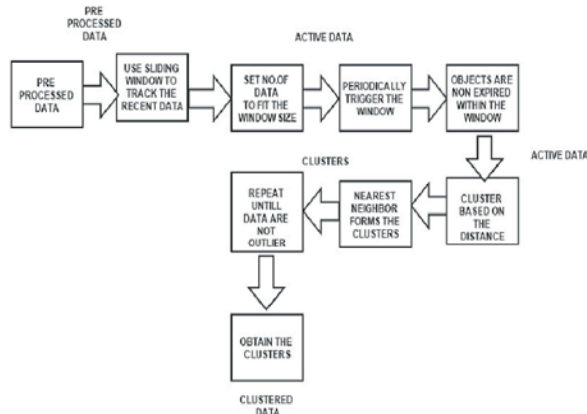 PRE
PROCESSED
DATA
ACTIVE DATA
PRE
PROCESSED
DATA
USE SLIDING
WINDOW TO
TRACK THE
RECENT DATA
SET NO.OF
DATA
TO FIT THE
WINDOW SIZE
PERIODICALLY
TRIGGER THE
WINDOW
OBJECTS ARE
NON EXPIRED
WITHIN THE
WINDOW
ACTIVE DATA
CLUSTERS
CLUSTER
BASED ON
THE
DISTANCE
NEAREST
NEIGHBOR
FORMS THE
CLUSTERS
REPEAT
UNTILL
DATA ARE
NOT
OUTLIER
OBTAIN THE
CLUSTERS
CLUSTERED
DATA